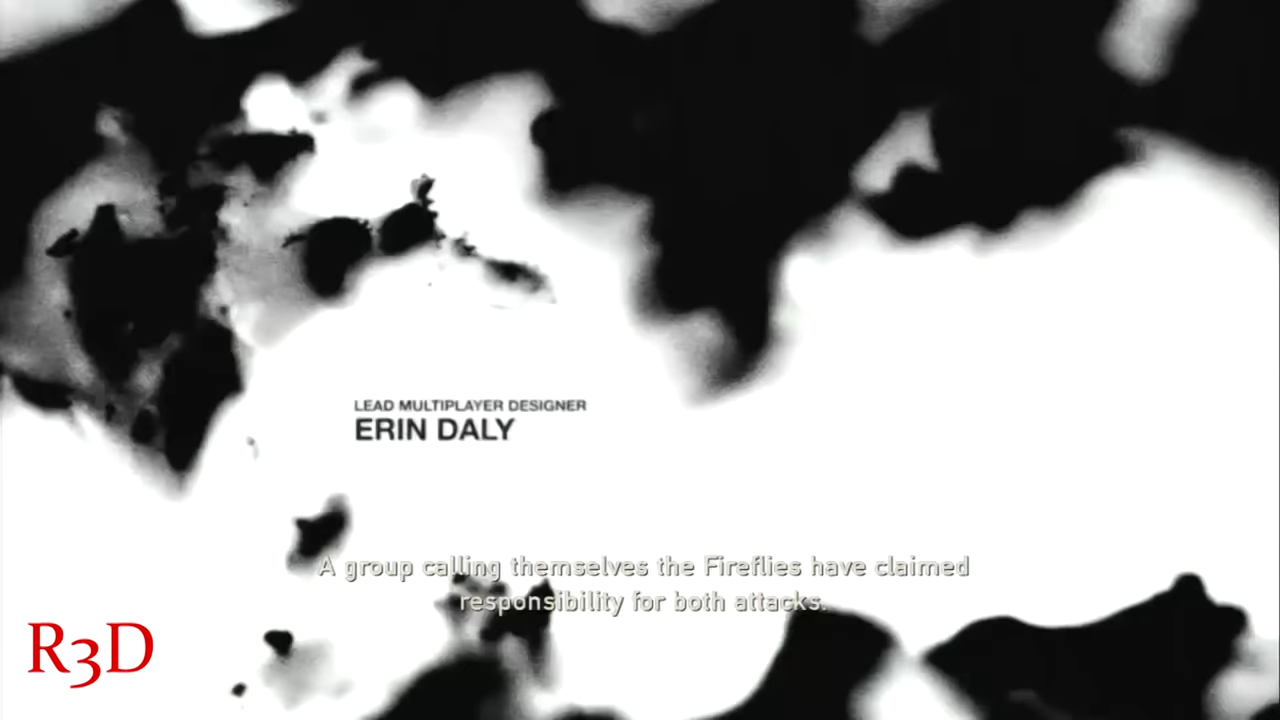 LEAD MULTIPLAYER DESIGNER
ERIN DALY
A group calling themselves the Fireflies have claimed
responsibility for both attacks.
R3D